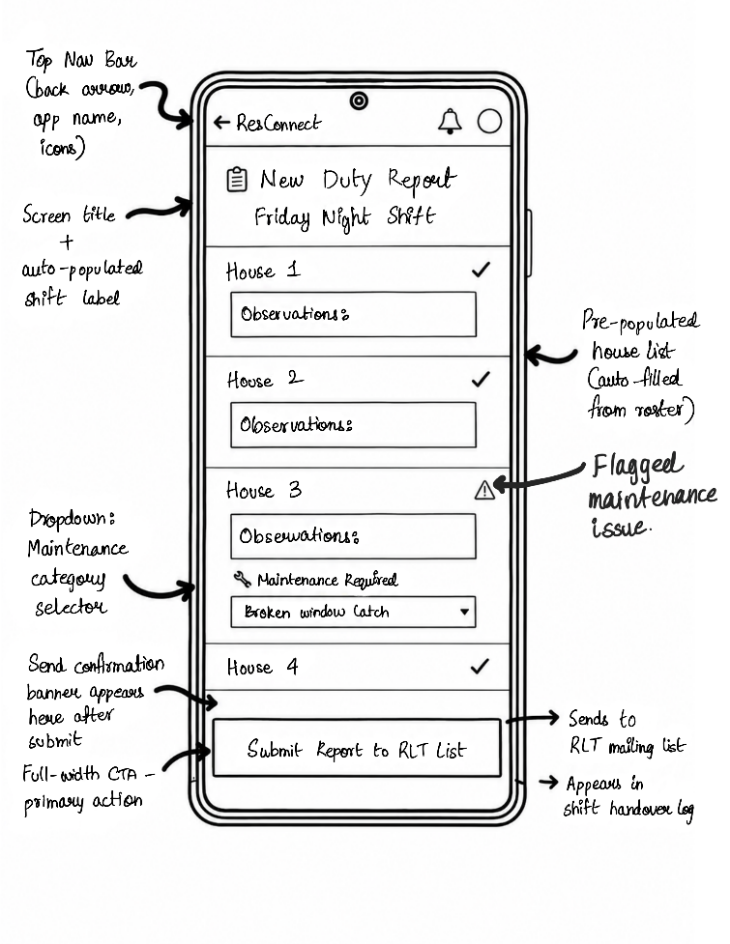 Top Nav Bar
(back arrow,
app name,
icons)
← ResConnect
New Duty Report
Friday Night Shift
Screen title
+
auto-populated
shift label
House 1
Observations:
Pre-populated
house list
(auto-filled
from roster)
House 2
Observations:
Flagged
maintenance
issue.
House 3
Observations:
Maintenance Required
Broken window Catch
Dropdown:
Maintenance
category
selector
House 4
Send confirmation
banner appears
here after
submit
Submit Report to RLT List
Full-width CTA -
primary action
Sends to
RLT mailing list
Appears in
shift handover log